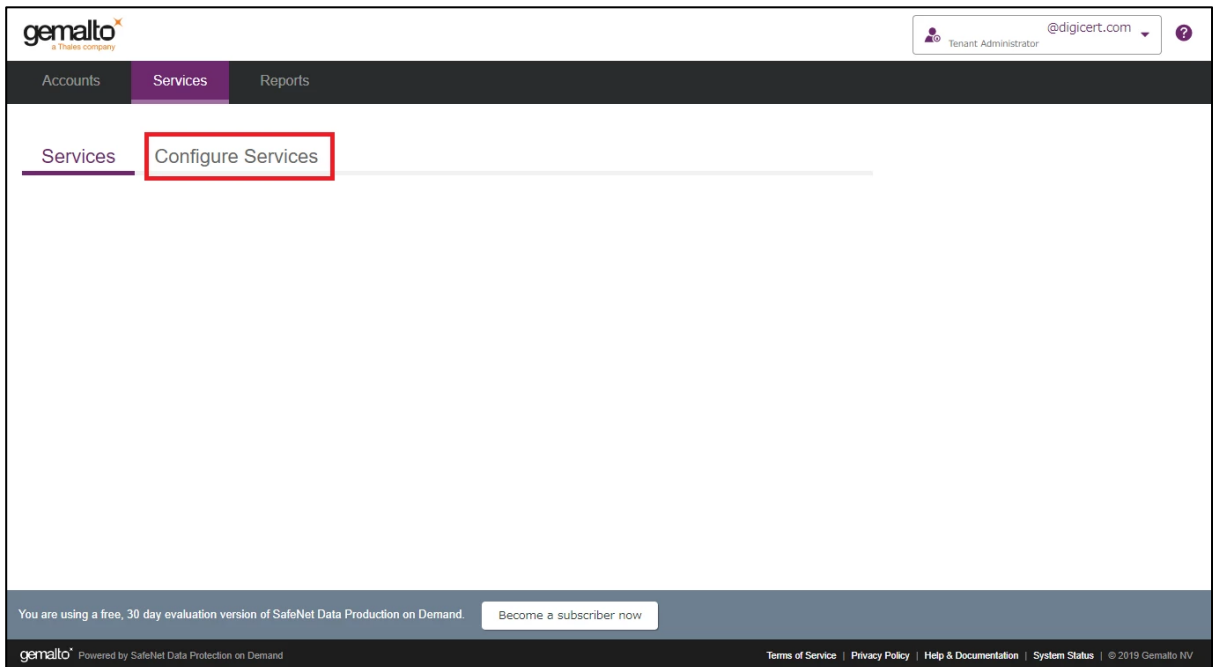 gemalto
a Thales company
@digicert.com
Tenant Administrator
?
Accounts Services Reports
Services Configure Services
You are using a free, 30 day evaluation version of SafeNet Data Production on Demand. Become a subscriber now
gemalto Powered by SafeNet Data Protection on Demand Terms of Service | Privacy Policy | Help & Documentation | System Status | © 2019 Gemalto NV